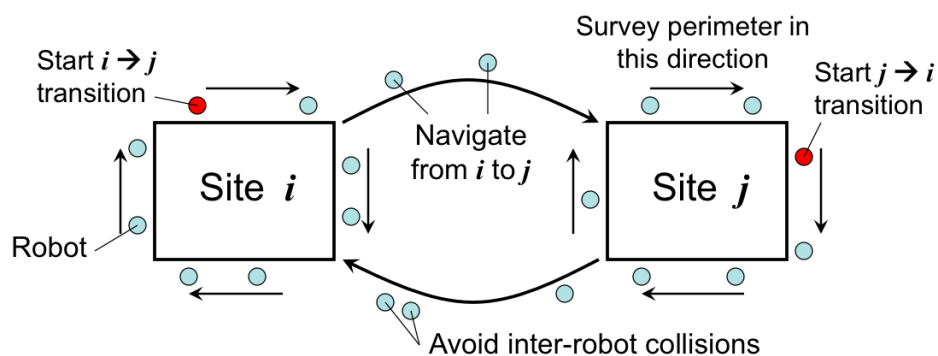 Start i → j
transition
Survey perimeter in
this direction
Start j → i
transition
Navigate
from i to j
Site i
Site j
Robot
Avoid inter-robot collisions